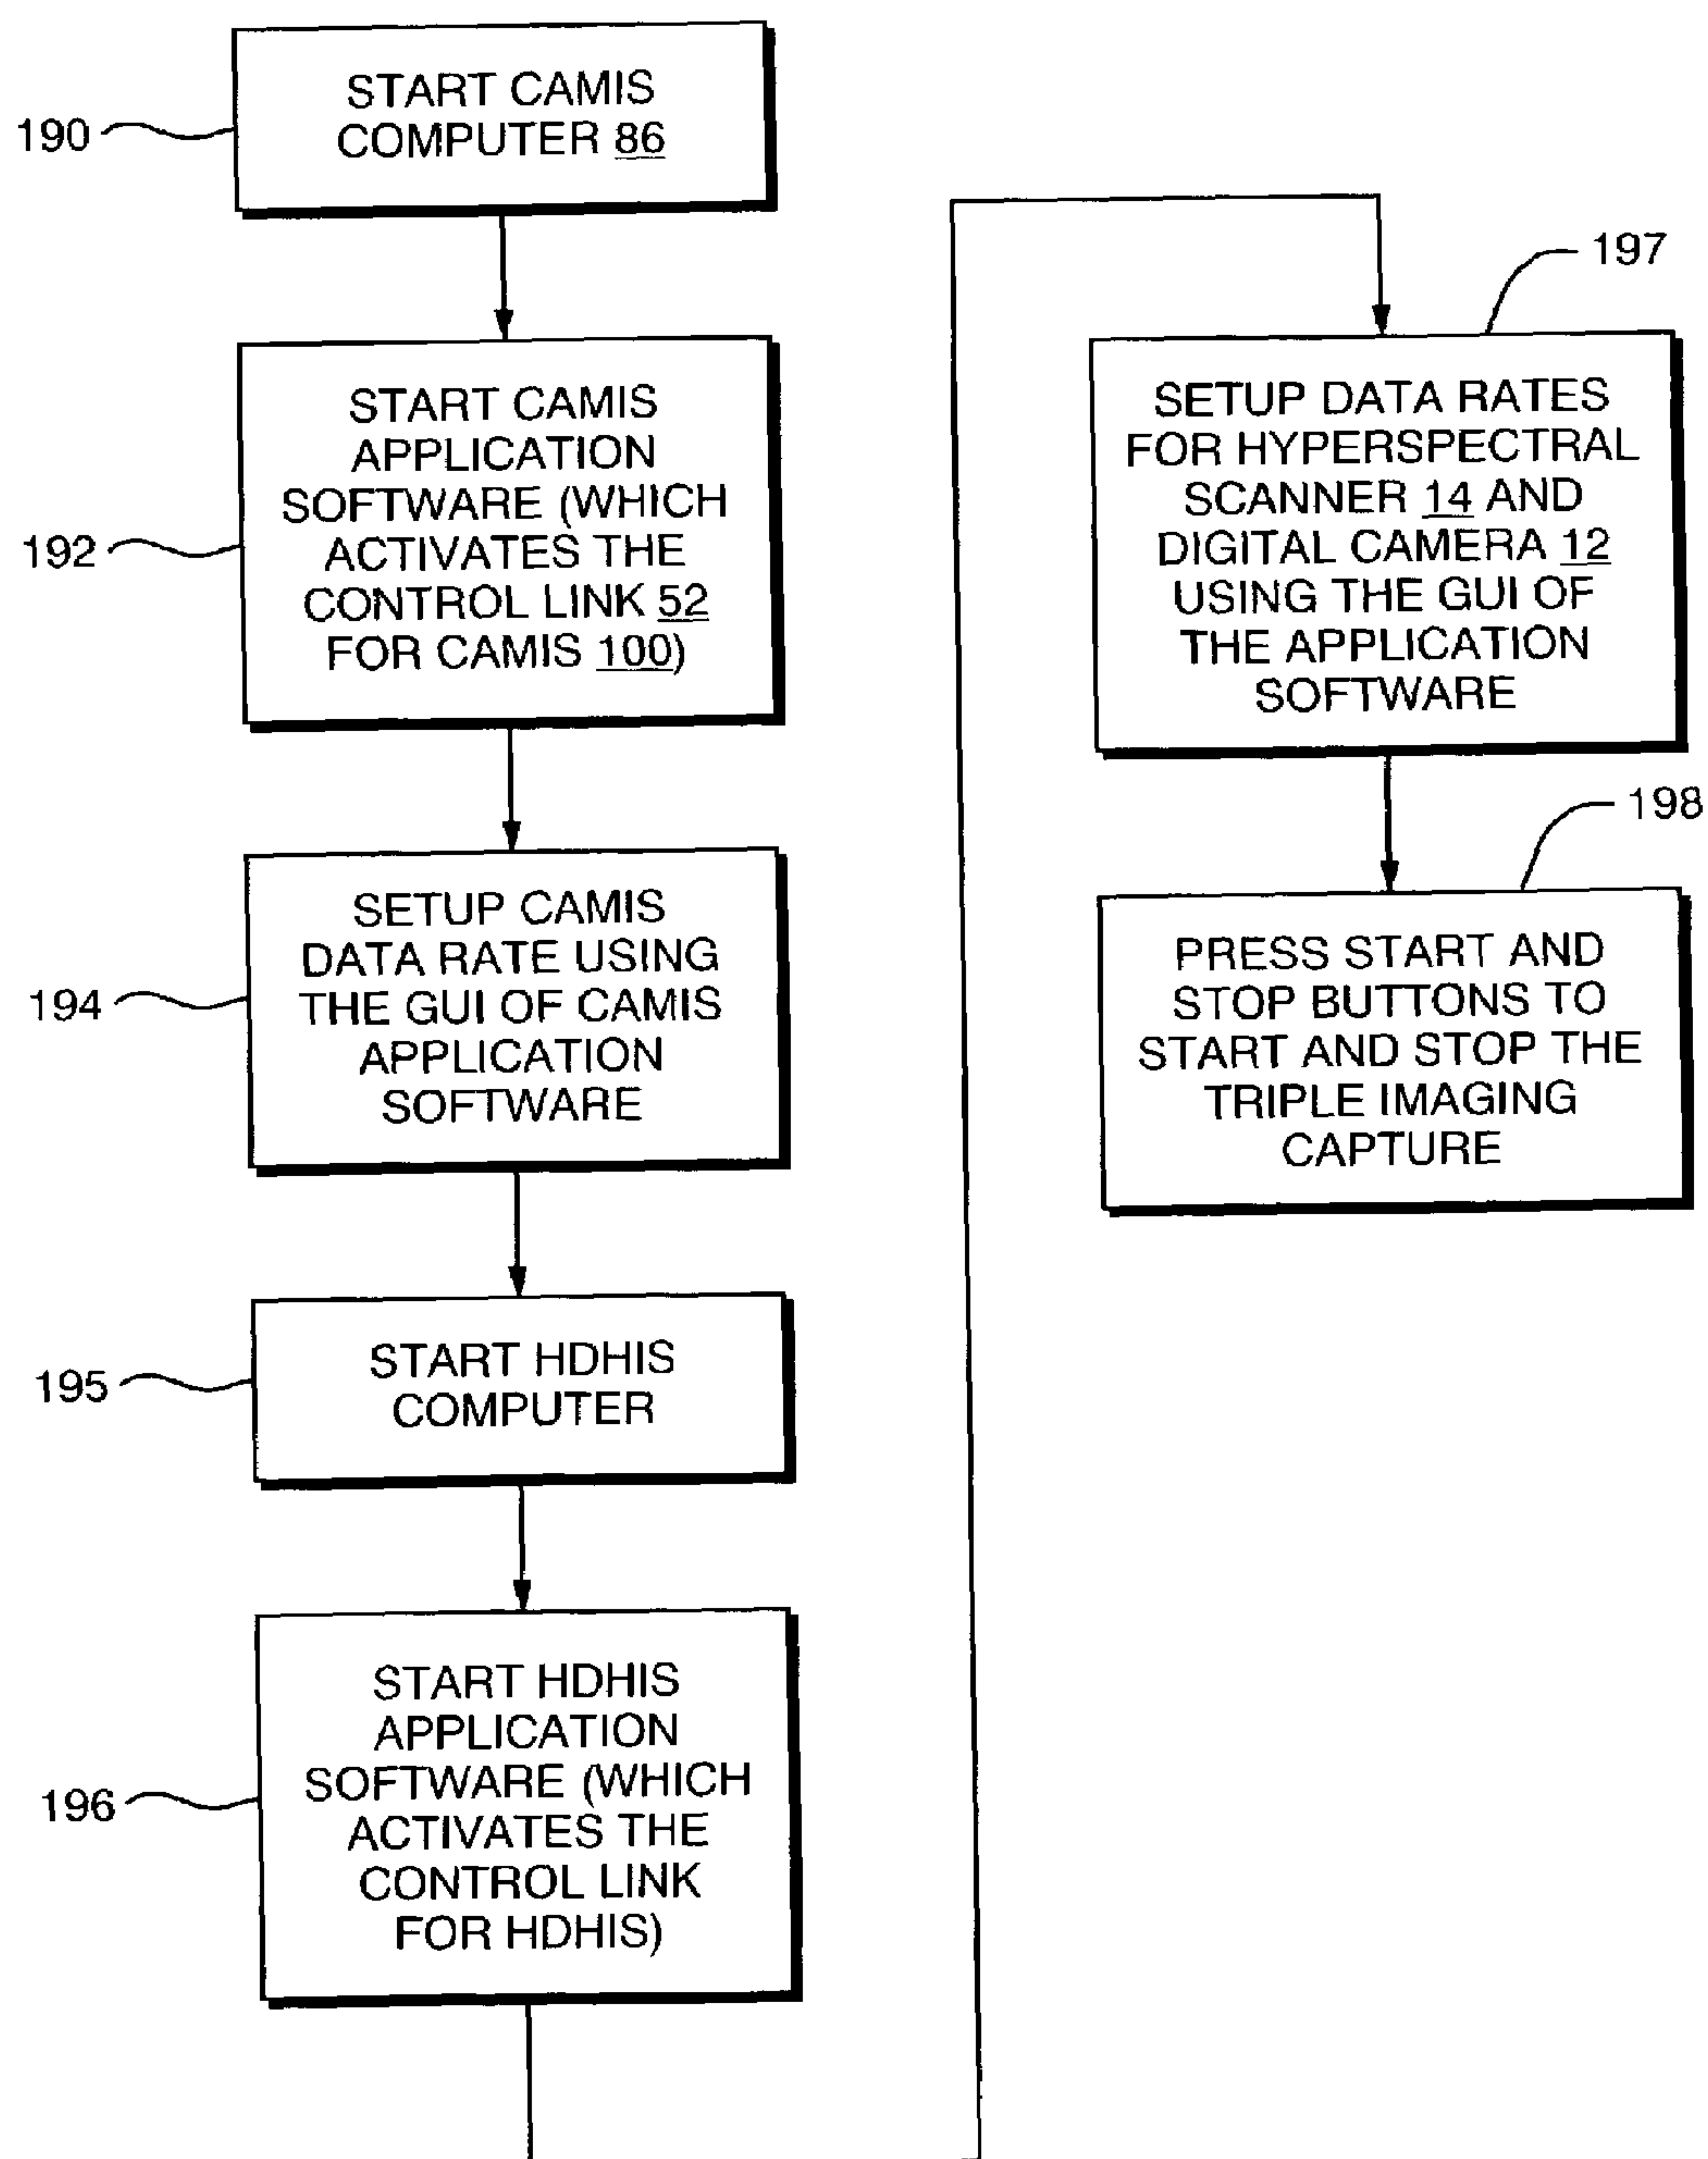 190
START CAMIS
COMPUTER 86
192
START CAMIS
APPLICATION
SOFTWARE (WHICH
ACTIVATES THE
CONTROL LINK 52
FOR CAMIS 100)
194
SETUP CAMIS
DATA RATE USING
THE GUI OF CAMIS
APPLICATION
SOFTWARE
195
START HDHIS
COMPUTER
196
START HDHIS
APPLICATION
SOFTWARE (WHICH
ACTIVATES THE
CONTROL LINK
FOR HDHIS)
197
SETUP DATA RATES
FOR HYPERSPECTRAL
SCANNER 14 AND
DIGITAL CAMERA 12
USING THE GUI OF
THE APPLICATION
SOFTWARE
198
PRESS START AND
STOP BUTTONS TO
START AND STOP THE
TRIPLE IMAGING
CAPTURE